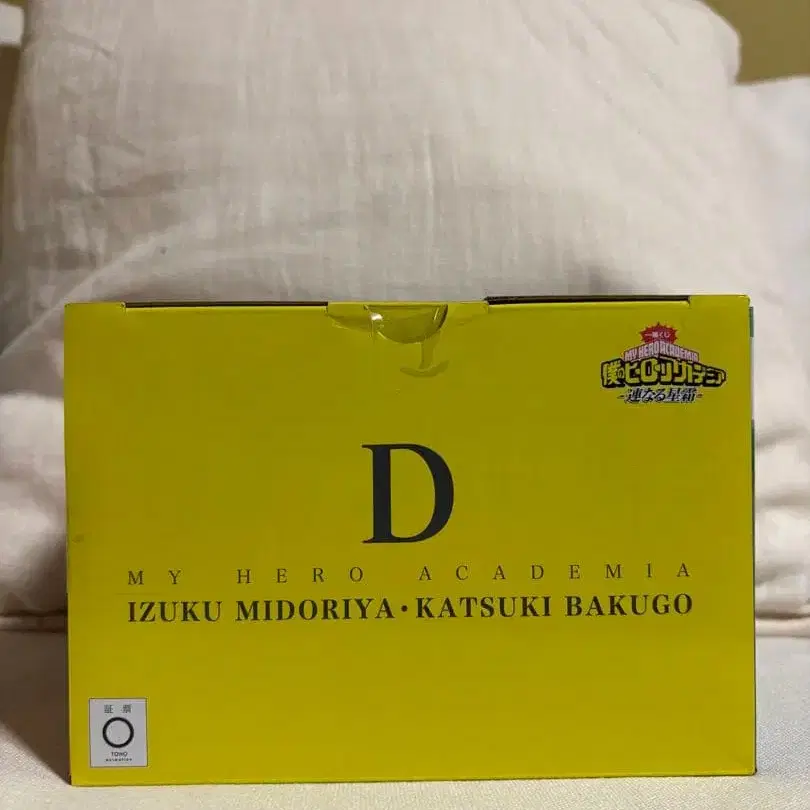 一番くじ
MY HERO ACADEMIA
僕のヒーローアカデミア
-連なる星霜-
D
MY HERO ACADEMIA
IZUKU MIDORIYA・KATSUKI BAKUGO
証 票
TOHO
animation